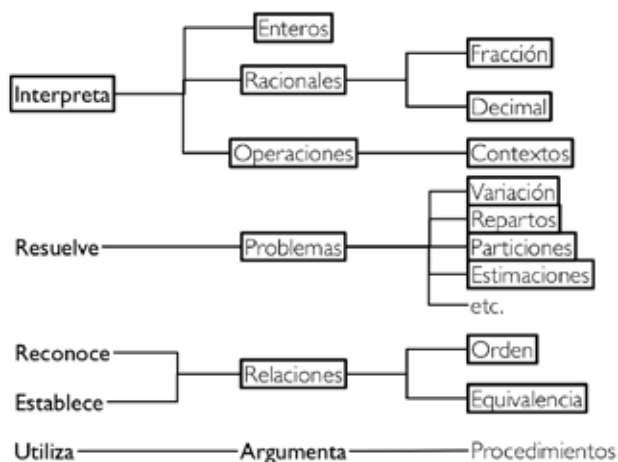 Enteros
Interpreta
Racionales
Fracción
Decimal
Operaciones
Contextos
Resuelve
Problemas
Variación
Repartos
Particiones
Estimaciones
etc.
Reconoce
Establece
Relaciones
Orden
Equivalencia
Utiliza
Argumenta
Procedimientos